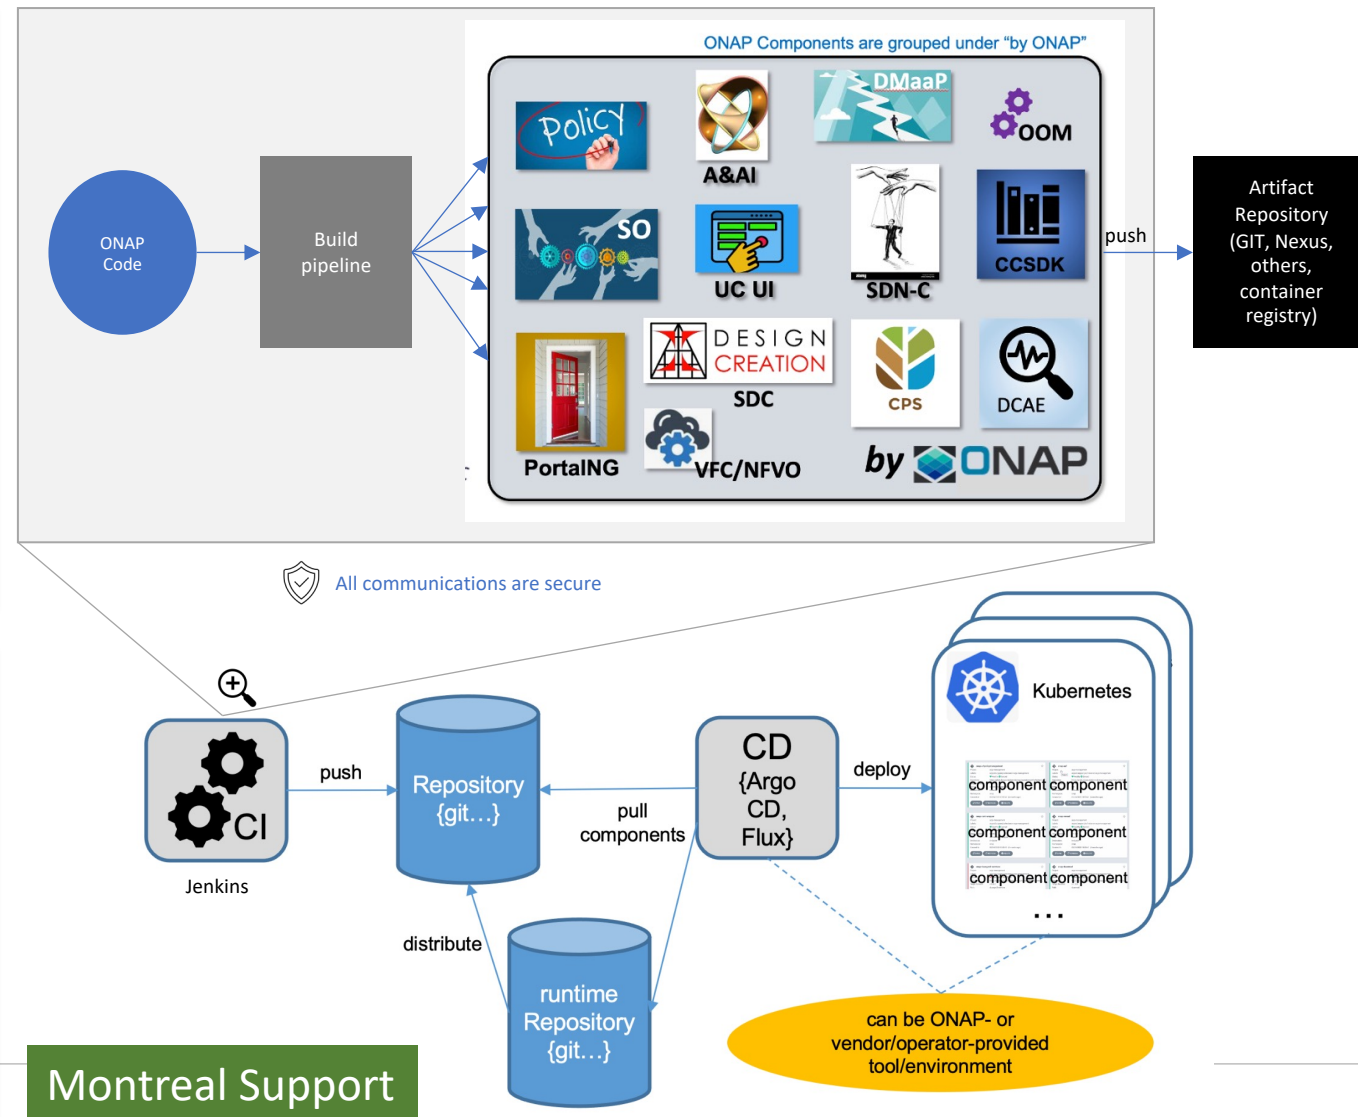 ONAP Components are grouped under “by ONAP”
Policy
A&AI
DMaaP
OOM
SO
UC UI
SDN-C
CCSDK
DESIGN
CREATION
SDC
CPS
DCAE
PortalNG
VFC/NFVO
by ONAP
ONAP
Code
Build
pipeline
push
Artifact
Repository
(GIT, Nexus,
others,
container
registry)
All communications are secure
CI
Jenkins
push
Repository
{git...}
pull
components
CD
{Argo
CD,
Flux}
deploy
Kubernetes
component component
component component
component component
...
distribute
runtime
Repository
{git...}
can be ONAP- or
vendor/operator-provided
tool/environment
Montreal Support